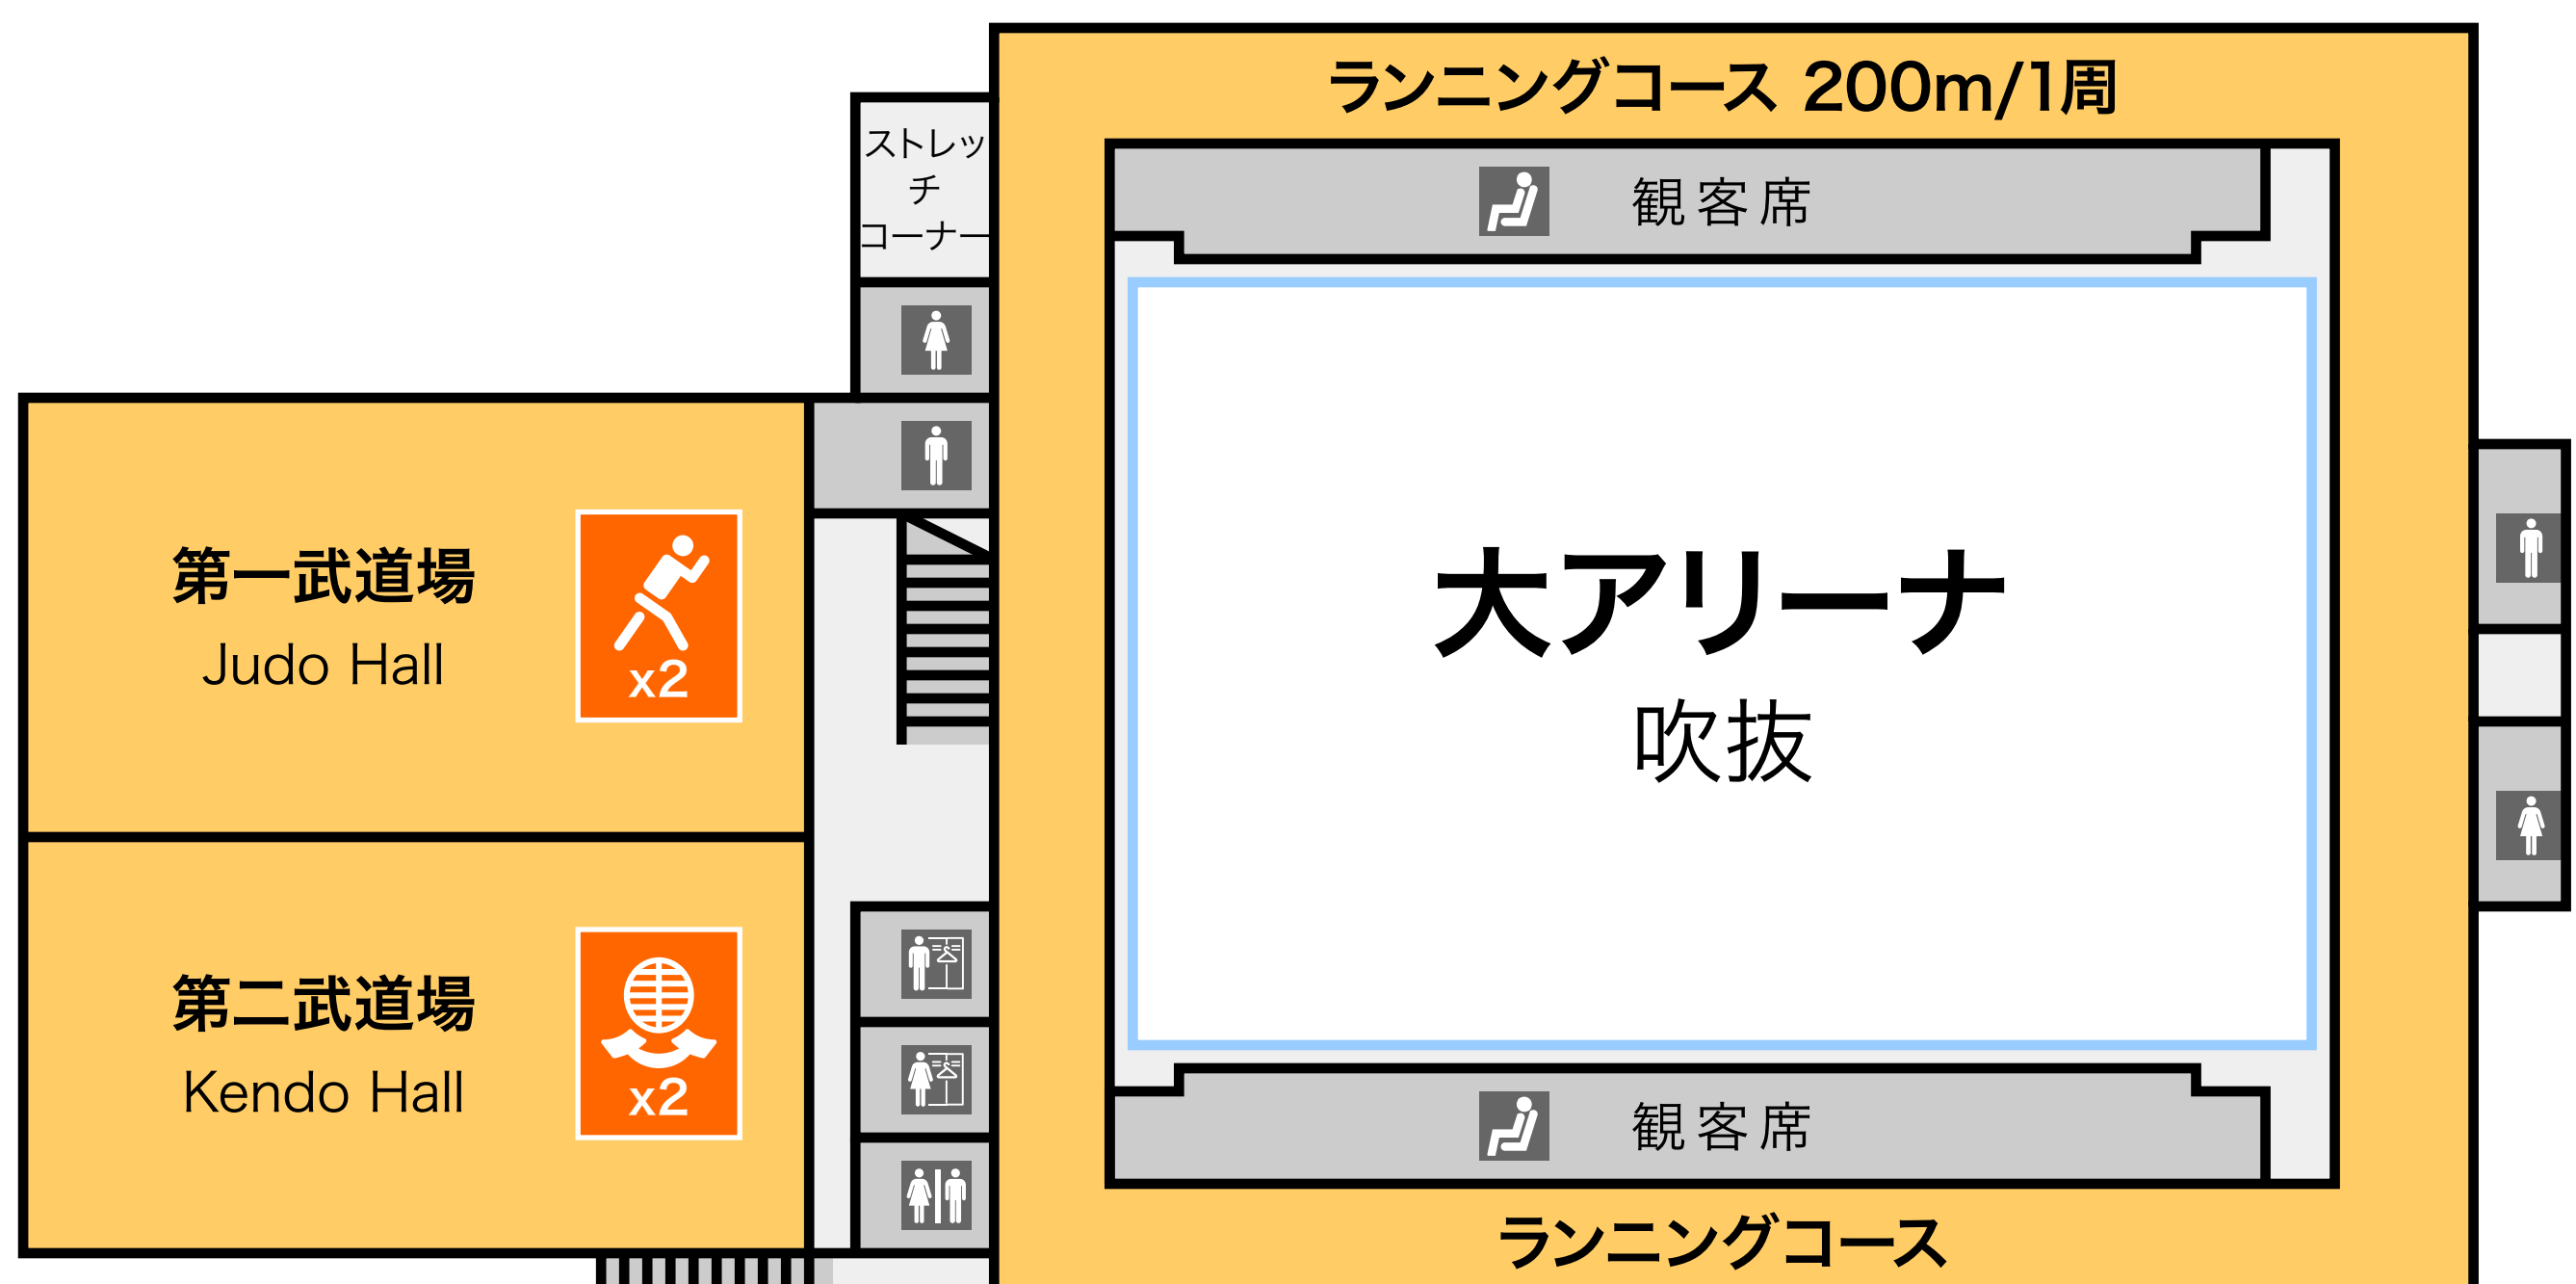 ランニングコース 200m/1周
ストレッ
チ
コーナー
観客席
第一武道場
Judo Hall
x2
大アリーナ
吹抜
第二武道場
Kendo Hall
x2
観客席
ランニングコース